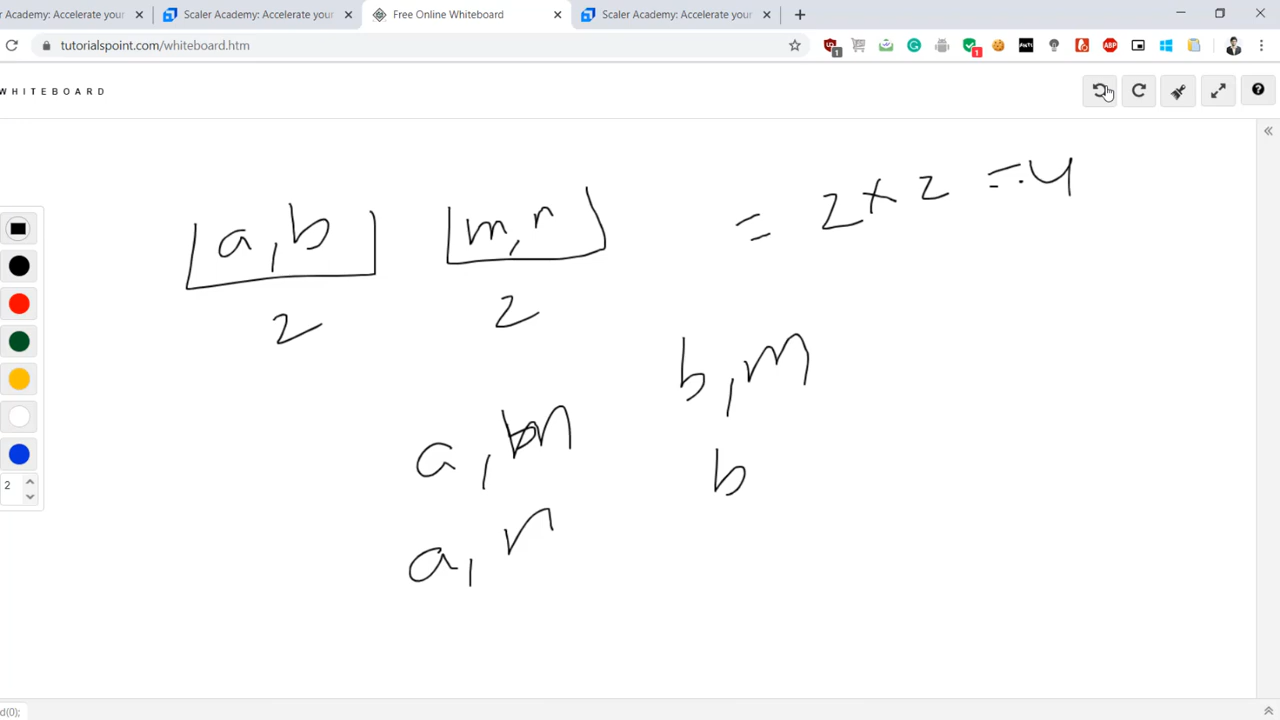 r Academy: Accelerate your
Scaler Academy: Accelerate your
Free Online Whiteboard
Scaler Academy: Accelerate your
tutorialspoint.com/whiteboard.htm
WHITEBOARD
a,b m,n = 2 x 2 = 4
2 2
b,m
a,
b
a, n
2
d(0);